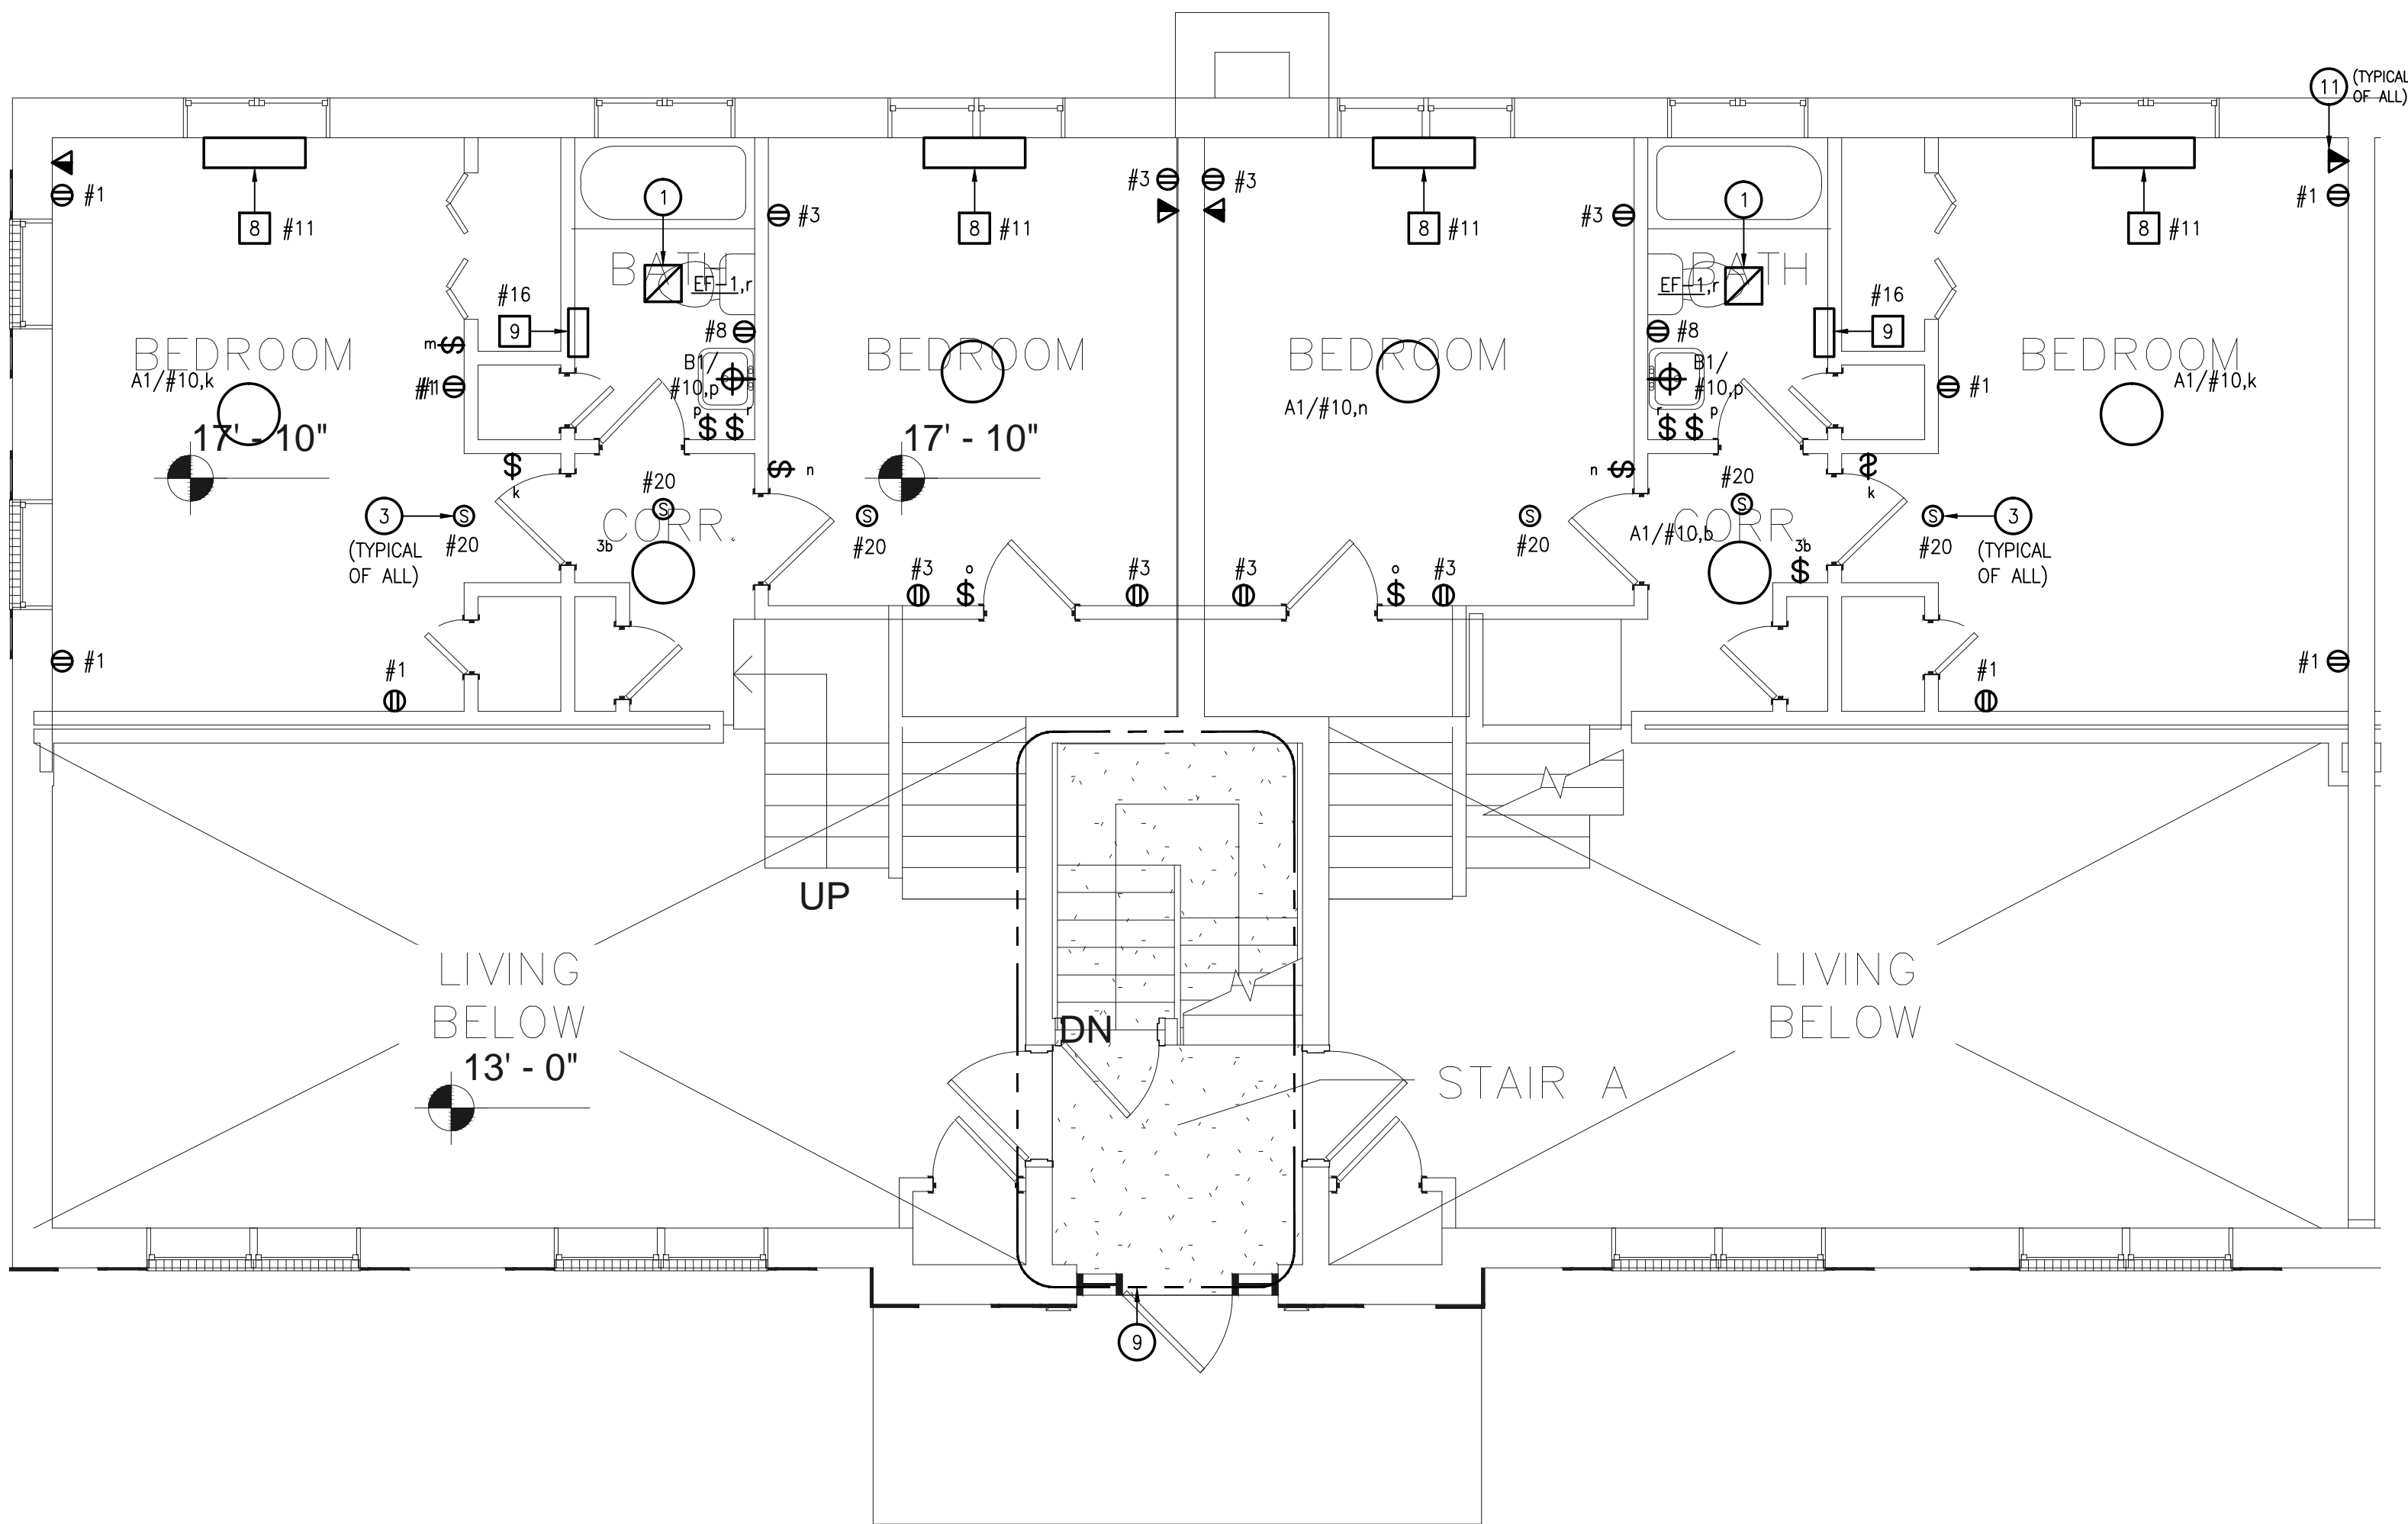 11 (TYPICAL
OF ALL)
#3 #3
1 1
#1 #3 #3 #1
8 #11 8 #11 8 #11 8 #11
BATH BATH
EF-1,r EF-1,r
#16 #16
9 9
#8 #8
m
BEDROOM BEDROOM BEDROOM BEDROOM
B1/ B1/
#10,p #10,p
A1/#10,k A1/#10,k
#1 #1
A1/#10,n
p r r p
$ $ $ $
17' - 10" 17' - 10"
$ $ n n $ $
k k
#20 #20
3 S S S S S 3
CORR. CORR.
A1/#10,b
3b 3b
(TYPICAL #20 #20 #20 #20 (TYPICAL
OF ALL) OF ALL)
#3 o #3 #3 o #3
$ $ $
#1 #1 #1 #1
UP
LIVING LIVING
BELOW BELOW
DN
13' - 0"
STAIR A
9